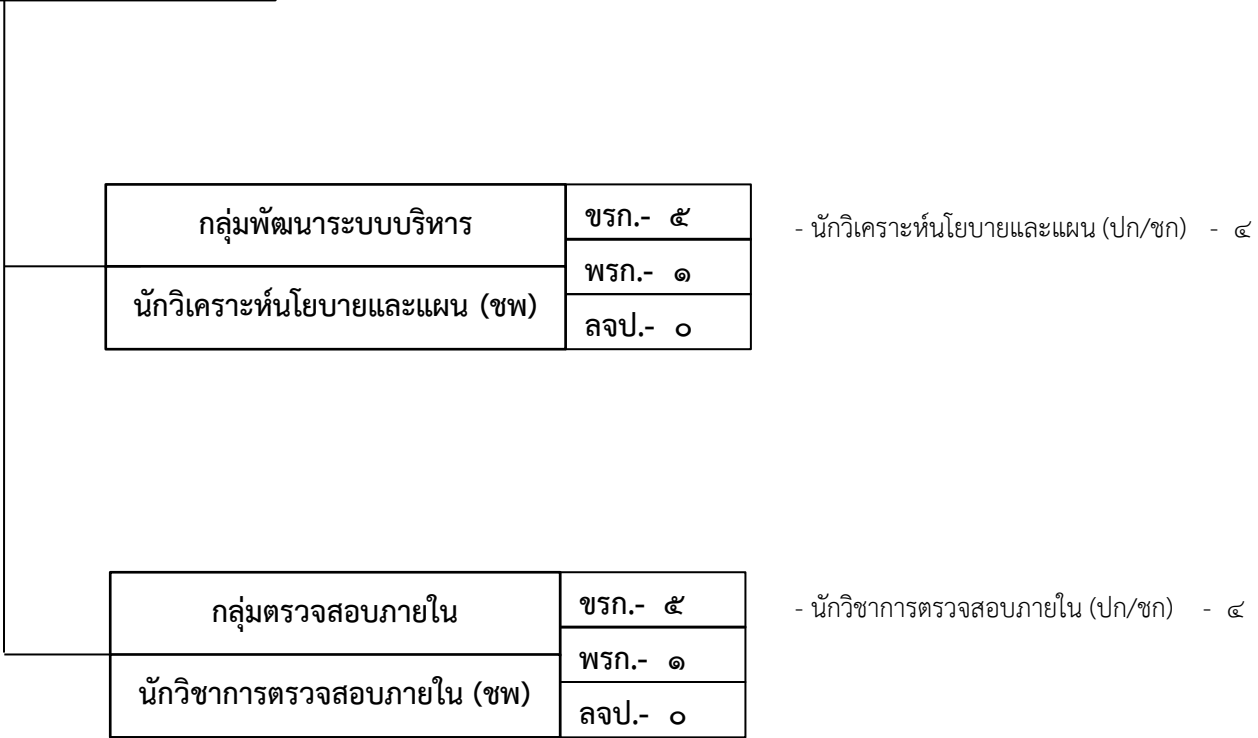 กลุ่มพัฒนาระบบบริหาร
นักวิเคราะห์นโยบายและแผน (ชพ)
ขรก.- ๕
พรก.- ๑
ลจป.- ๐
- นักวิเคราะห์นโยบายและแผน (ปก/ชก) - ๔
กลุ่มตรวจสอบภายใน
นักวิชาการตรวจสอบภายใน (ชพ)
ขรก.- ๕
พรก.- ๑
ลจป.- ๐
- นักวิชาการตรวจสอบภายใน (ปก/ชก) - ๔